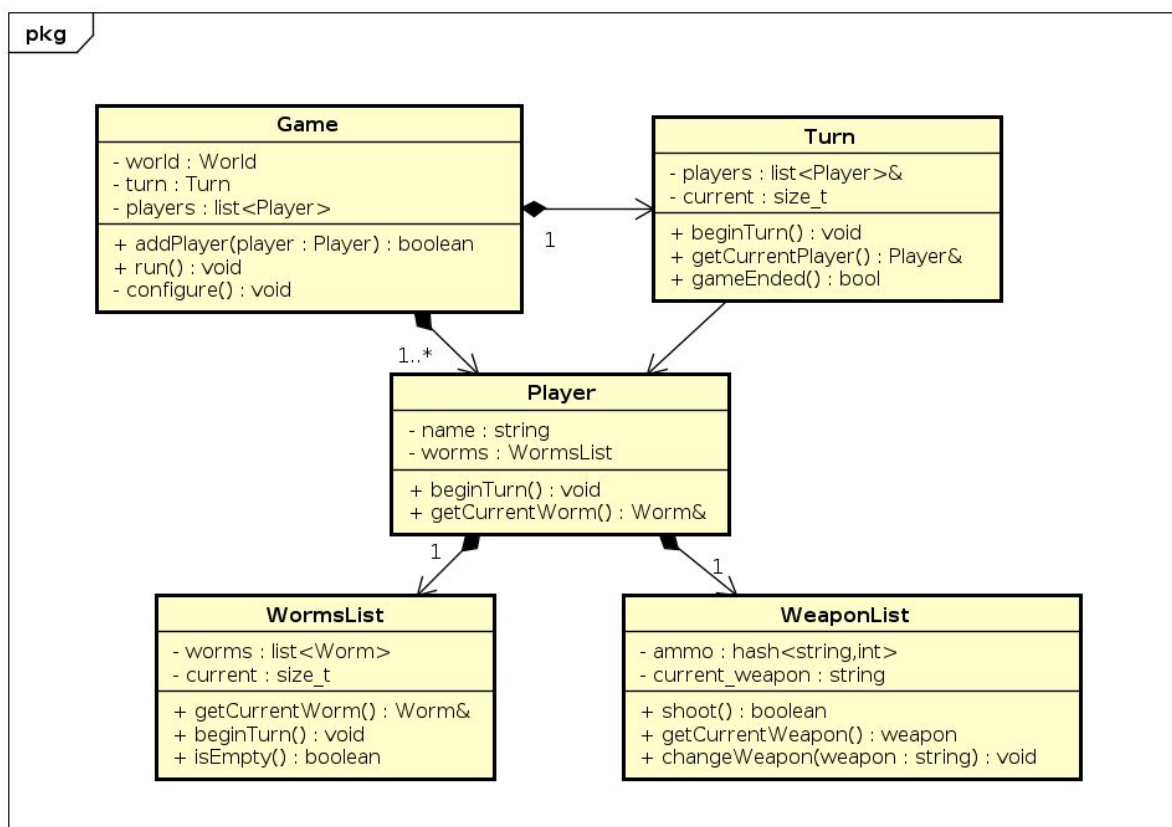 pkg
Game
- world : World
- turn : Turn
- players : list<Player>
+ addPlayer(player : Player) : boolean
+ run() : void
- configure() : void
1
Turn
- players : list<Player>&
- current : size_t
+ beginTurn() : void
+ getCurrentPlayer() : Player&
+ gameEnded() : bool
1..*
Player
- name : string
- worms : WormsList
+ beginTurn() : void
+ getCurrentWorm() : Worm&
1
1
WormsList
- worms : list<Worm>
- current : size_t
+ getCurrentWorm() : Worm&
+ beginTurn() : void
+ isEmpty() : boolean
WeaponList
- ammo : hash<string,int>
- current_weapon : string
+ shoot() : boolean
+ getCurrentWeapon() : weapon
+ changeWeapon(weapon : string) : void